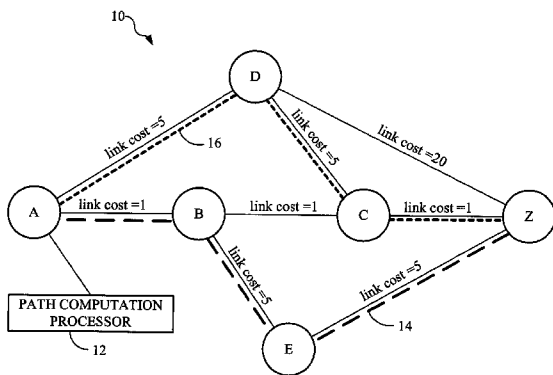 10
D
link cost =5
16
link cost =5
link cost=20
A
link cost =1
B
link cost =1
C
link cost =1
Z
link cost =5
link cost =5
PATH COMPUTATION
PROCESSOR
12
E
14